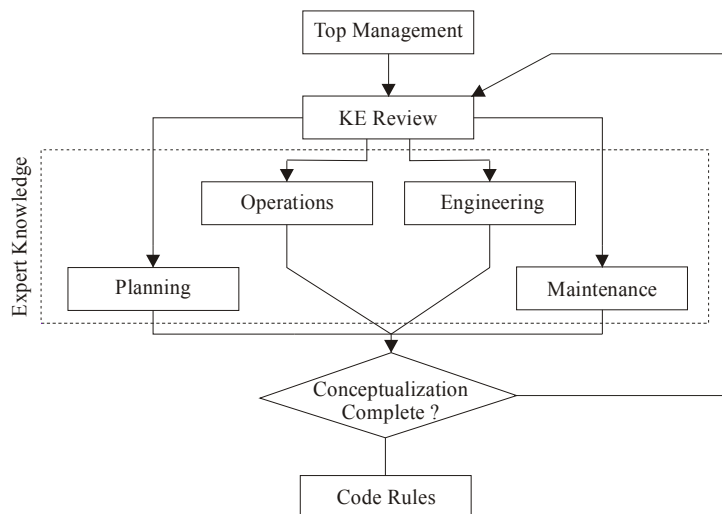 Top Management
KE Review
Expert Knowledge
Operations
Engineering
Planning
Maintenance
Conceptualization
Complete ?
Code Rules